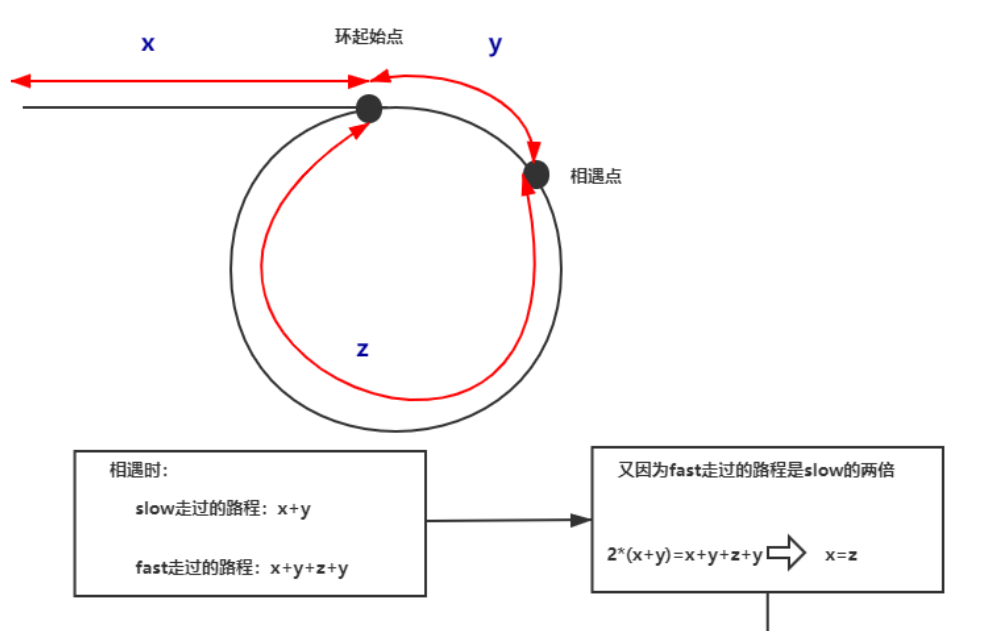 x
环起始点
y
相遇点
z
相遇时：
slow走过的路程：x+y
fast走过的路程：x+y+z+y
又因为fast走过的路程是slow的两倍
2*(x+y)=x+y+z+y
x=z